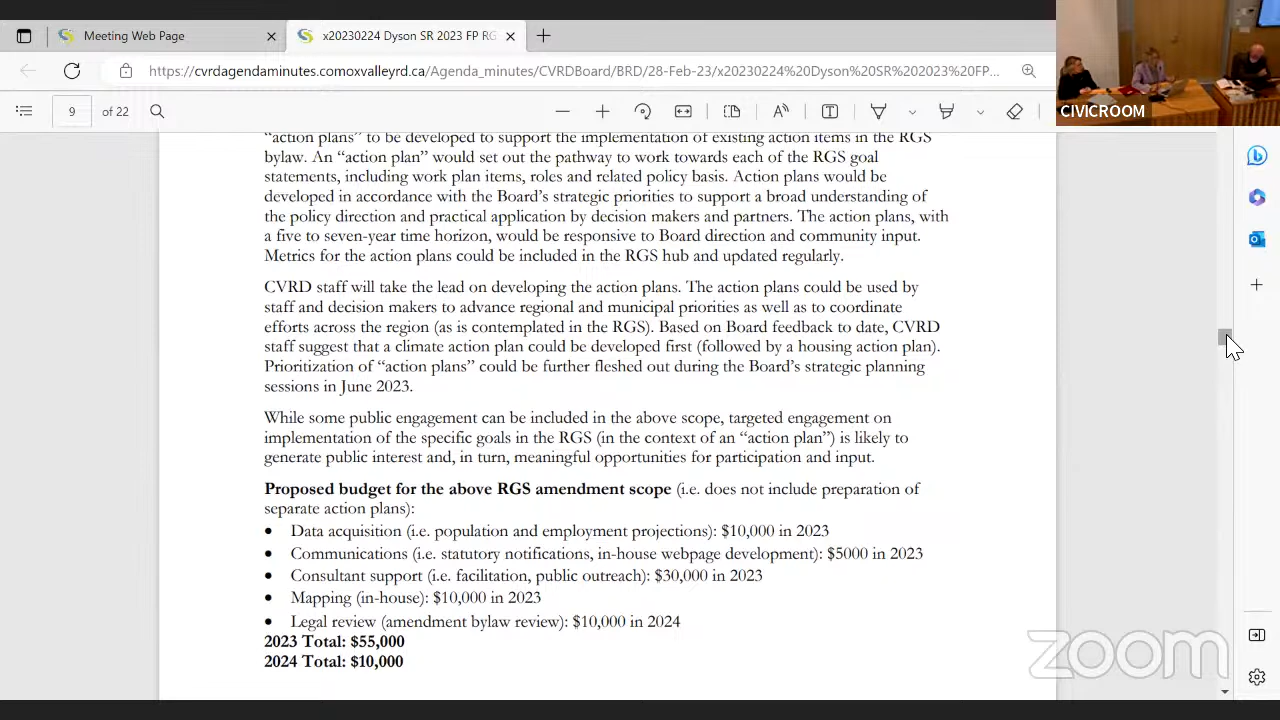 Meeting Web Page
x20230224 Dyson SR 2023 FP RG
https://cvrdagendaminutes.comoxvalleyrd.ca/Agenda_minutes/CVRDBoard/BRD/28-Feb-23/x20230224%20Dyson%20SR%202023%20FP...
9 of 22
CIVICROOM
"action plans" to be developed to support the implementation of existing action items in the RGS
bylaw. An "action plan" would set out the pathway to work towards each of the RGS goal
statements, including work plan items, roles and related policy basis. Action plans would be
developed in accordance with the Board's strategic priorities to support a broad understanding of
the policy direction and practical application by decision makers and partners. The action plans, with
a five to seven-year time horizon, would be responsive to Board direction and community input.
Metrics for the action plans could be included in the RGS hub and updated regularly.
CVRD staff will take the lead on developing the action plans. The action plans could be used by
staff and decision makers to advance regional and municipal priorities as well as to coordinate
efforts across the region (as is contemplated in the RGS). Based on Board feedback to date, CVRD
staff suggest that a climate action plan could be developed first (followed by a housing action plan).
Prioritization of "action plans" could be further fleshed out during the Board's strategic planning
sessions in June 2023.
While some public engagement can be included in the above scope, targeted engagement on
implementation of the specific goals in the RGS (in the context of an "action plan") is likely to
generate public interest and, in turn, meaningful opportunities for participation and input.
Proposed budget for the above RGS amendment scope (i.e. does not include preparation of
separate action plans):
• Data acquisition (i.e. population and employment projections): $10,000 in 2023
• Communications (i.e. statutory notifications, in-house webpage development): $5000 in 2023
• Consultant support (i.e. facilitation, public outreach): $30,000 in 2023
• Mapping (in-house): $10,000 in 2023
• Legal review (amendment bylaw review): $10,000 in 2024
2023 Total: $55,000
2024 Total: $10,000
zoom